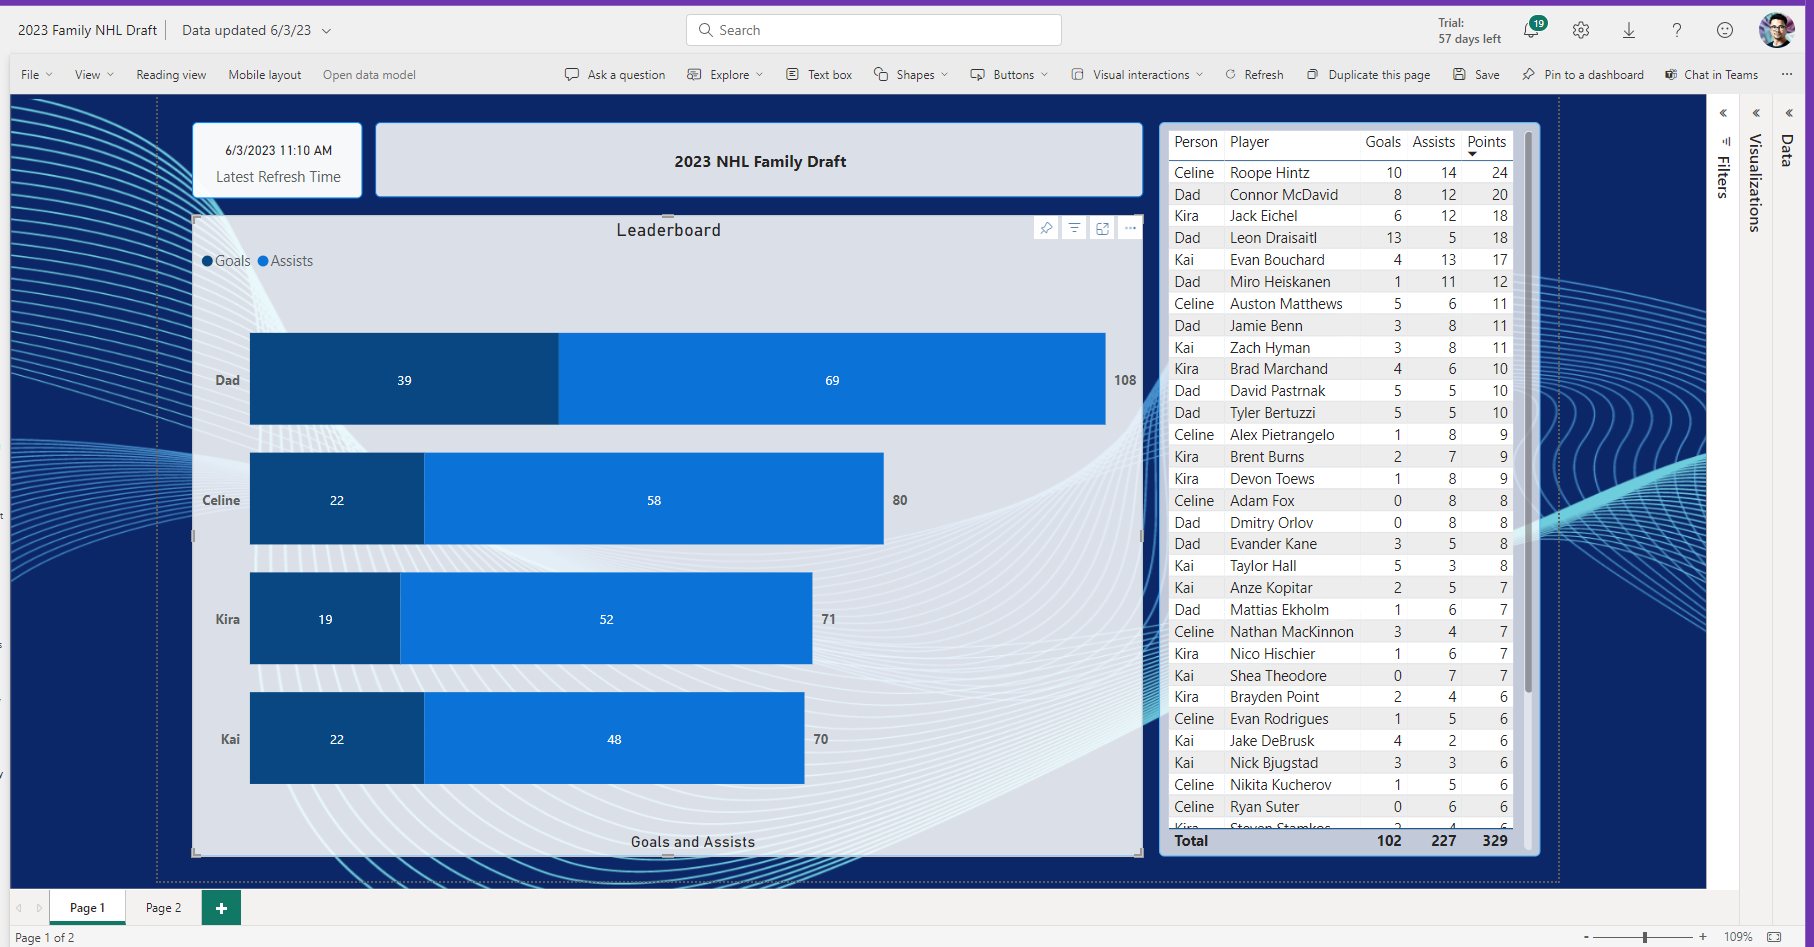 2023 Family NHL Draft
Data updated 6/3/23
Search
Trial:
57 days left
19
File
View
Reading view
Mobile layout
Open data model
Ask a question
Explore
Text box
Shapes
Buttons
Visual interactions
Refresh
Duplicate this page
Save
Pin to a dashboard
Chat in Teams
6/3/2023 11:10 AM
Latest Refresh Time
2023 NHL Family Draft
Leaderboard
Goals Assists
Dad 39 69 108
Celine 22 58 80
Kira 19 52 71
Kai 22 48 70
Goals and Assists
Person Player Goals Assists Points
Celine Roope Hintz 10 14 24
Dad Connor McDavid 8 12 20
Kira Jack Eichel 6 12 18
Dad Leon Draisaitl 13 5 18
Kai Evan Bouchard 4 13 17
Dad Miro Heiskanen 1 11 12
Celine Auston Matthews 5 6 11
Dad Jamie Benn 3 8 11
Kai Zach Hyman 3 8 11
Kira Brad Marchand 4 6 10
Dad David Pastrnak 5 5 10
Dad Tyler Bertuzzi 5 5 10
Celine Alex Pietrangelo 1 8 9
Kira Brent Burns 2 7 9
Kira Devon Toews 1 8 9
Celine Adam Fox 0 8 8
Dad Dmitry Orlov 0 8 8
Dad Evander Kane 3 5 8
Kai Taylor Hall 5 3 8
Kai Anze Kopitar 2 5 7
Dad Mattias Ekholm 1 6 7
Celine Nathan MacKinnon 3 4 7
Kira Nico Hischier 1 6 7
Kai Shea Theodore 0 7 7
Kira Brayden Point 2 4 6
Celine Evan Rodrigues 1 5 6
Kai Jake DeBrusk 4 2 6
Kai Nick Bjugstad 3 3 6
Celine Nikita Kucherov 1 5 6
Celine Ryan Suter 0 6 6
Kira Steven Stamkos 2 4 6
Total 102 227 329
Filters
Visualizations
Data
Page 1
Page 2
+
Page 1 of 2
- + 109%